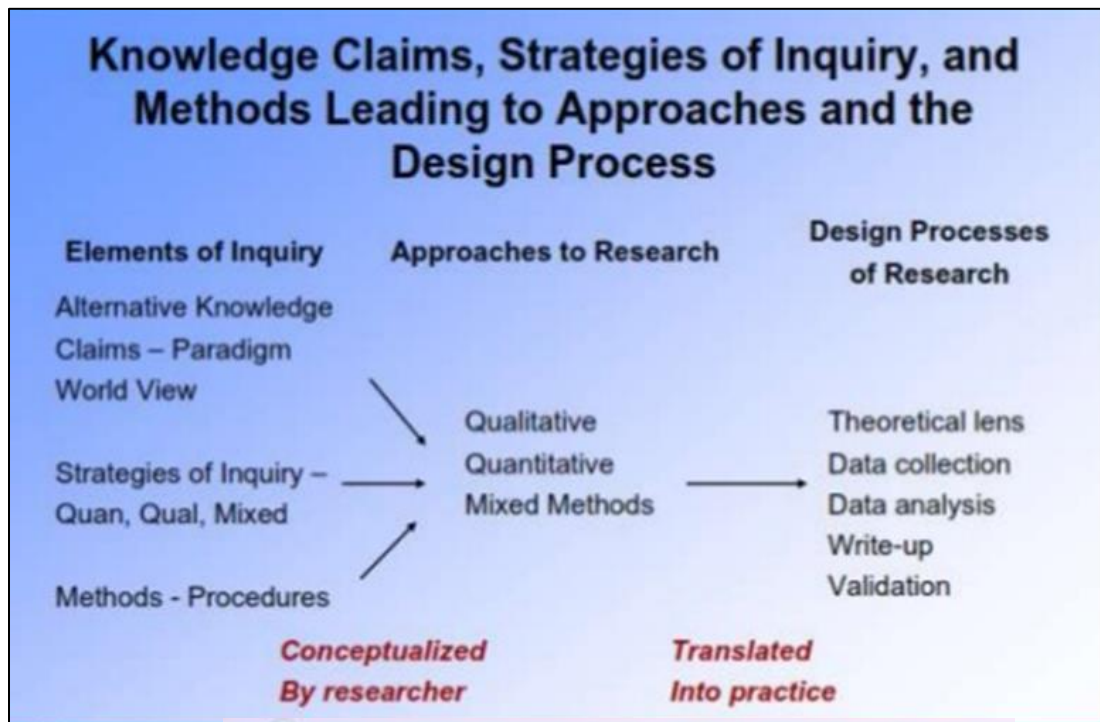 Knowledge Claims, Strategies of Inquiry, and
Methods Leading to Approaches and the
Design Process
Elements of Inquiry
Alternative Knowledge
Claims – Paradigm
World View
Strategies of Inquiry –
Quan, Qual, Mixed
Methods - Procedures
Approaches to Research
Qualitative
Quantitative
Mixed Methods
Design Processes
of Research
Theoretical lens
Data collection
Data analysis
Write-up
Validation
Conceptualized
By researcher
Translated
Into practice